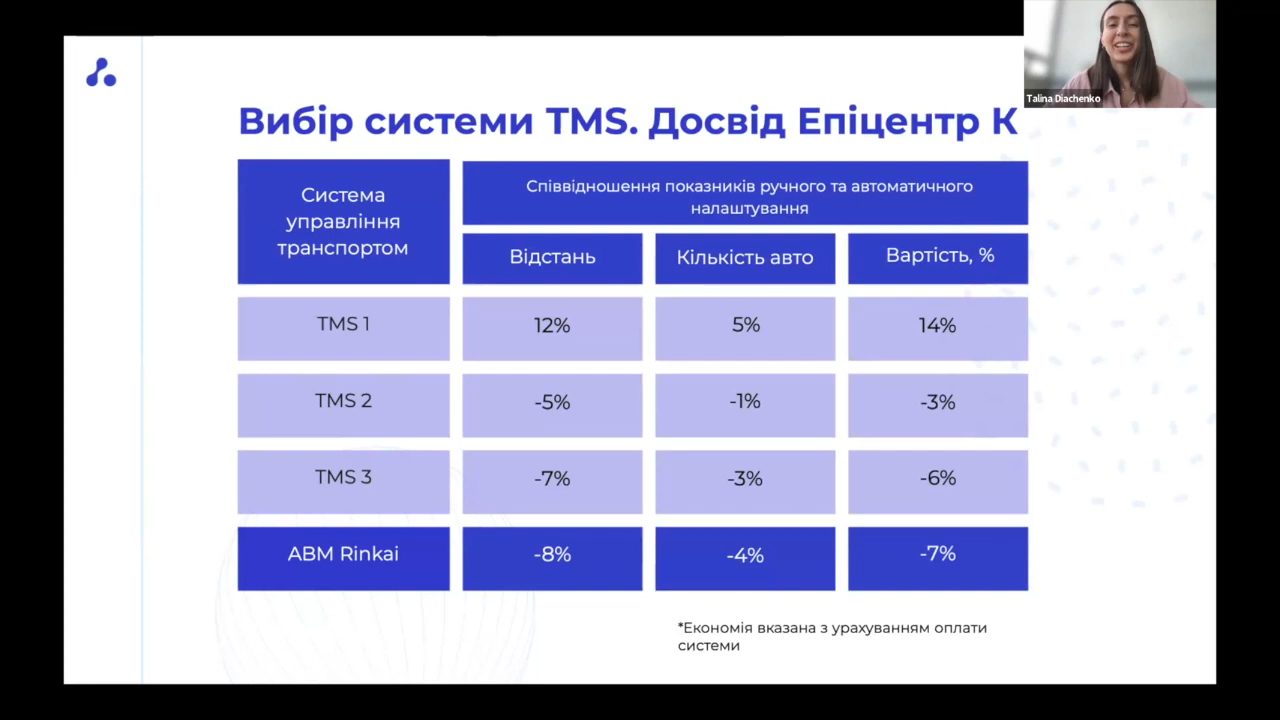 Talina Diachenko
Вибір системи TMS. Досвід Епіцентр К
Система
управління
транспортом
Співвідношення показників ручного та автоматичного
налаштування
Відстань
Кількість авто
Вартість, %
TMS 1
12%
5%
14%
TMS 2
-5%
-1%
-3%
TMS 3
-7%
-3%
-6%
ABM Rinkai
-8%
-4%
-7%
*Економія вказана з урахуванням оплати
системи